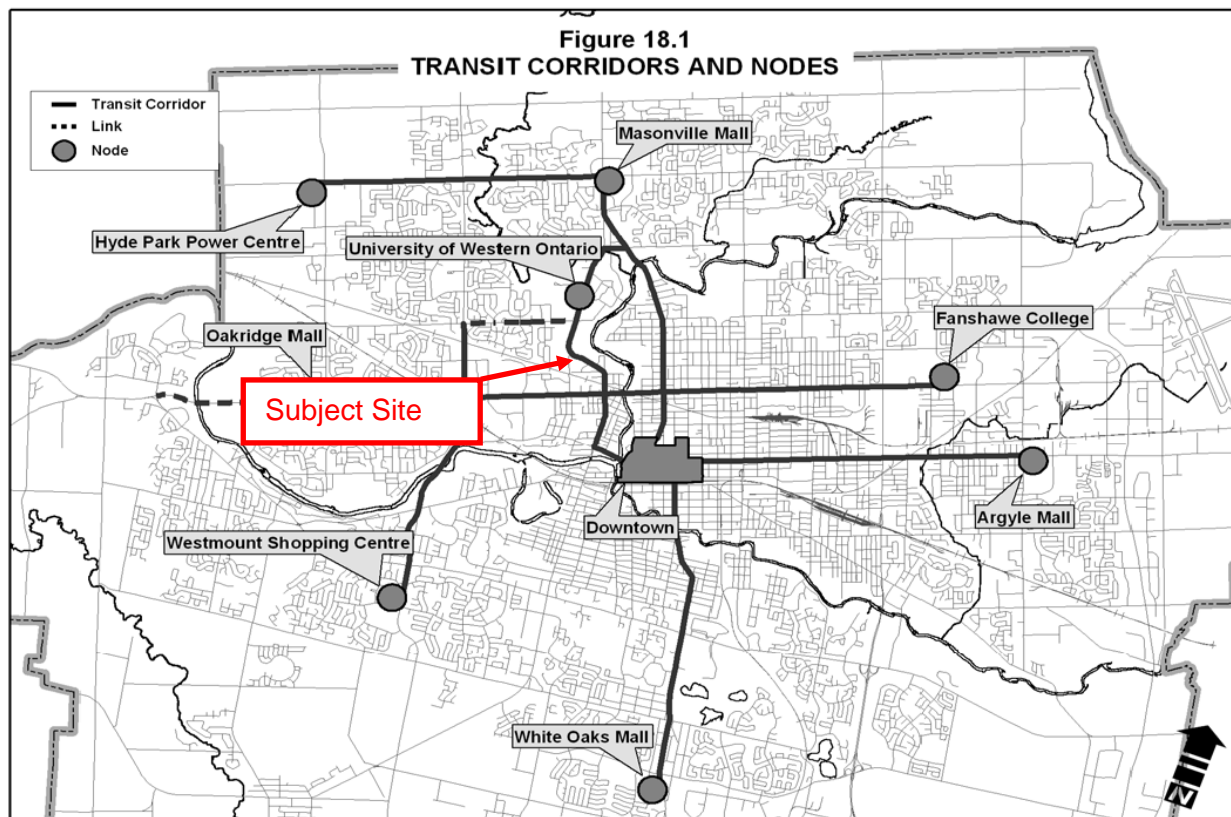 Figure 18.1
TRANSIT CORRIDORS AND NODES
Transit Corridor
Link
Node
Masonville Mall
Hyde Park Power Centre
University of Western Ontario
Oakridge Mall
Fanshawe College
Subject Site
Downtown
Argyle Mall
Westmount Shopping Centre
White Oaks Mall
N